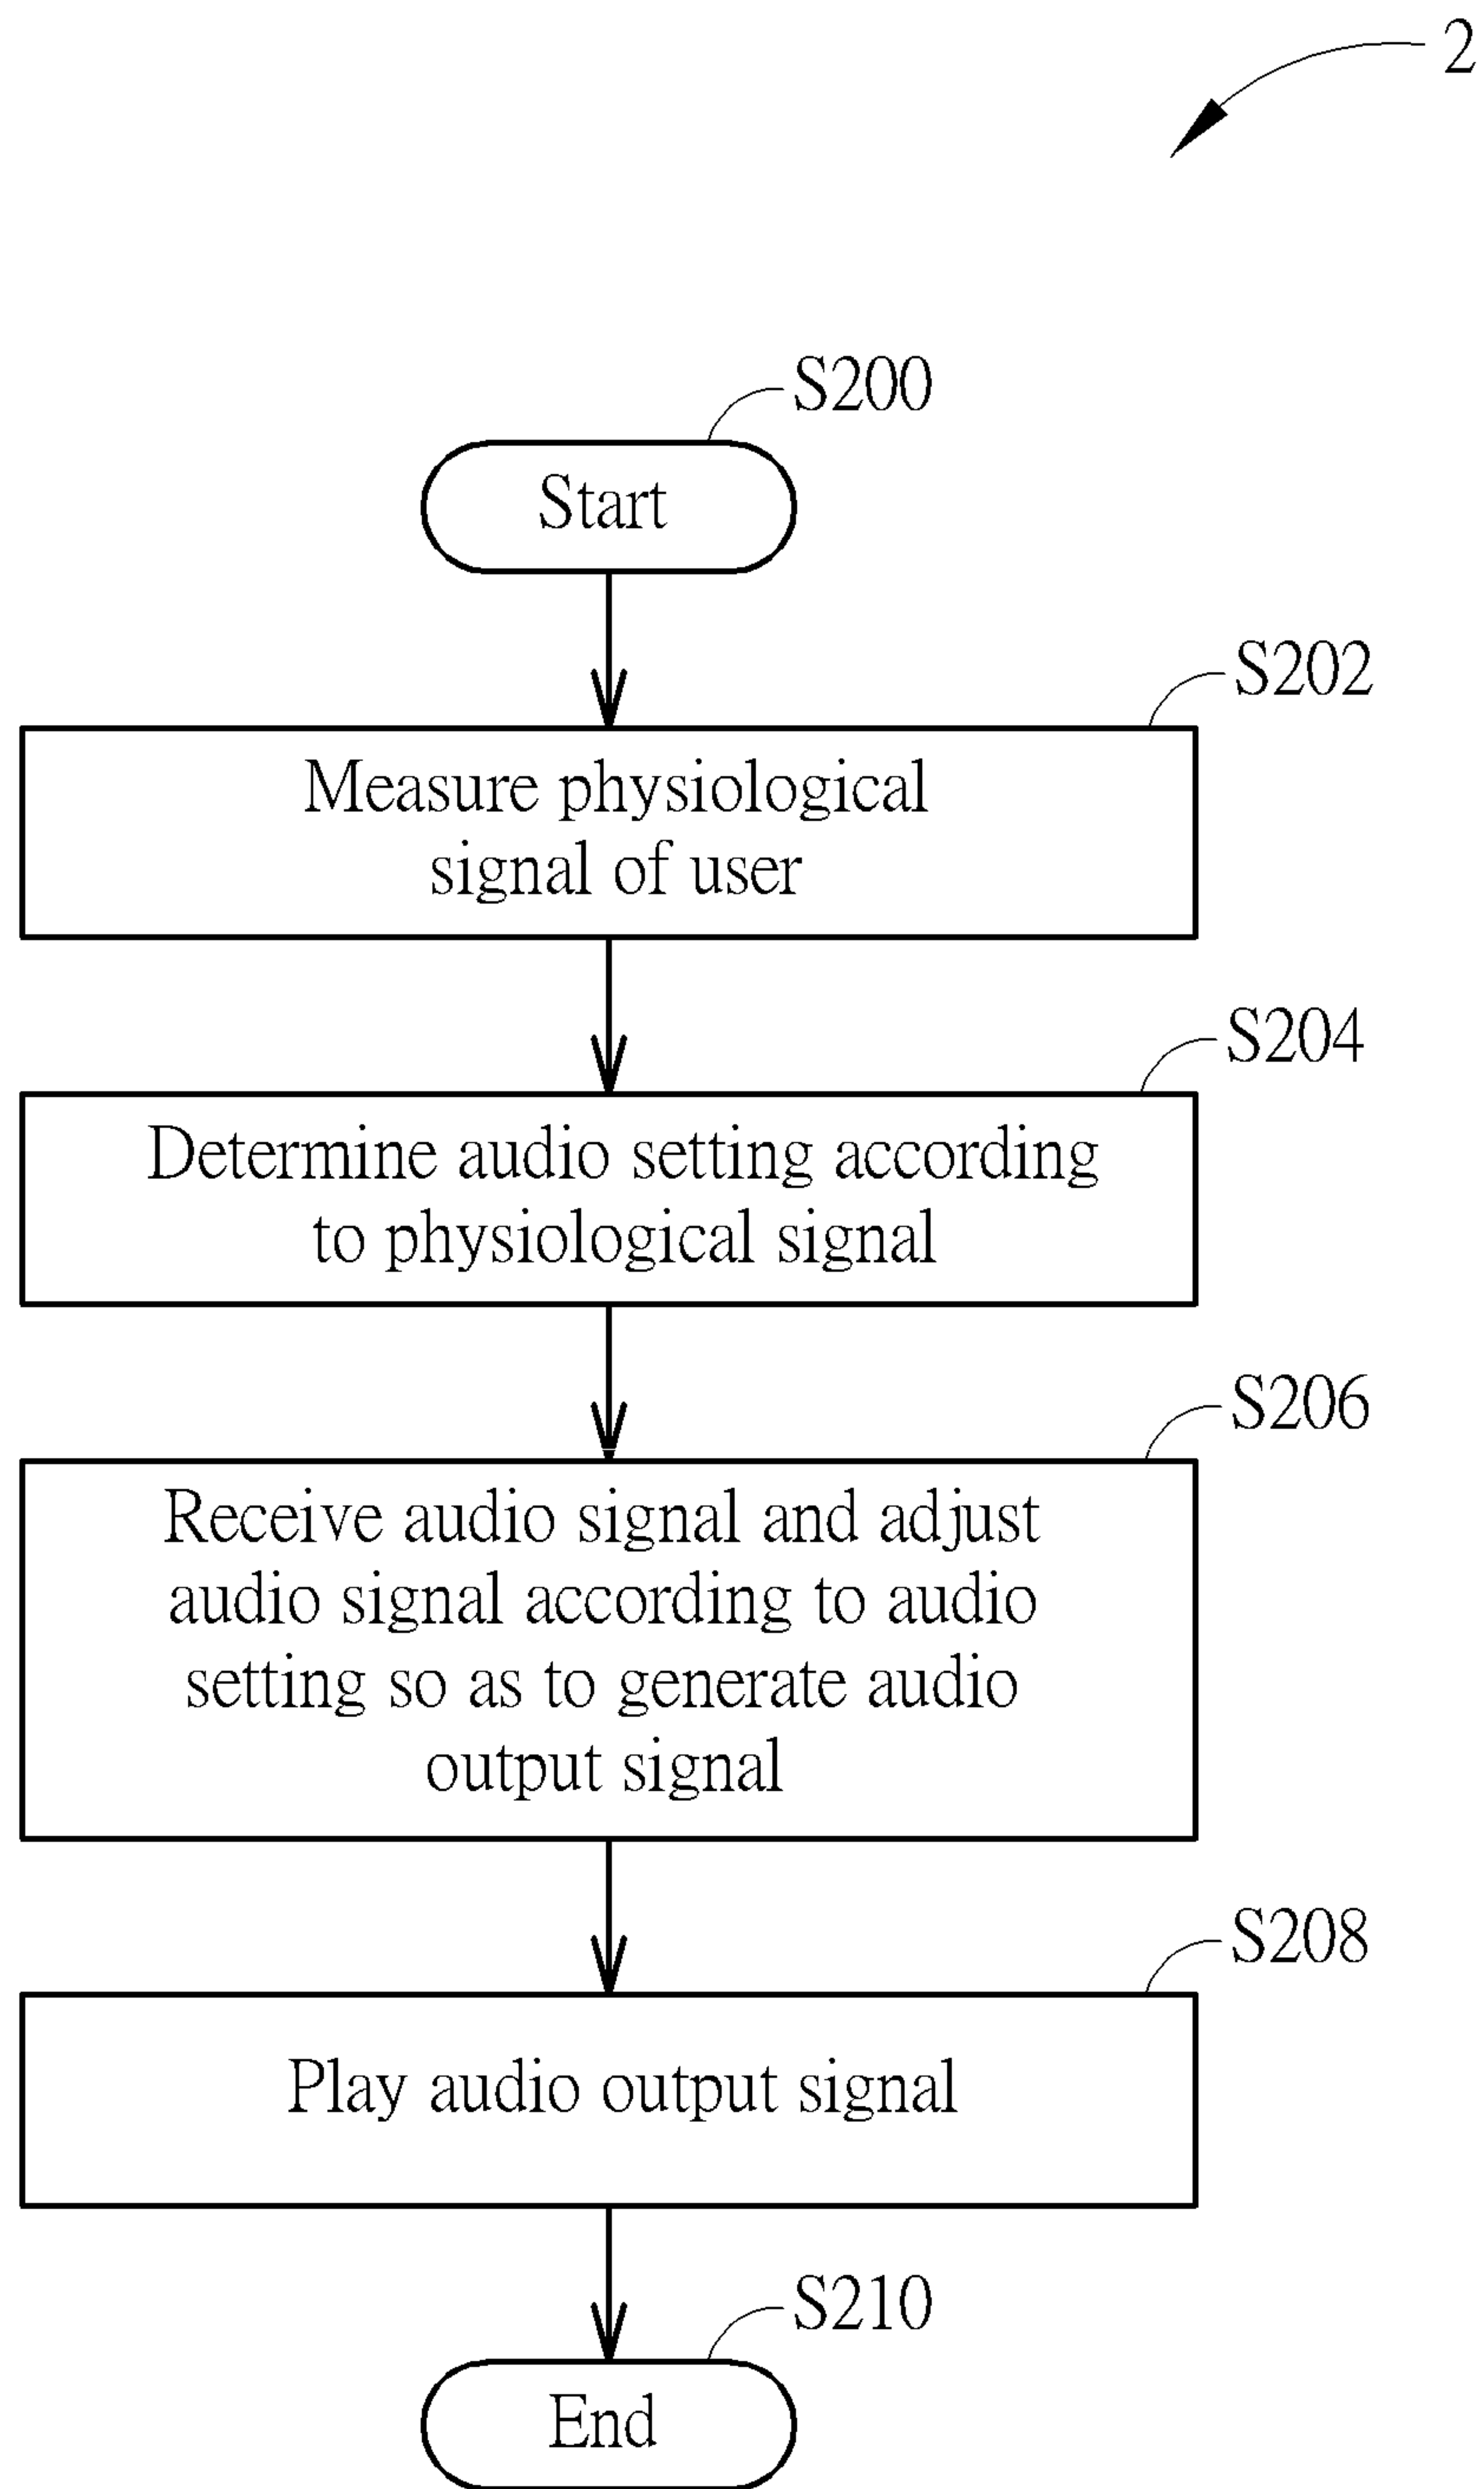 2
S200
Start
S202
Measure physiological
signal of user
S204
Determine audio setting according
to physiological signal
S206
Receive audio signal and adjust
audio signal according to audio
setting so as to generate audio
output signal
S208
Play audio output signal
S210
End